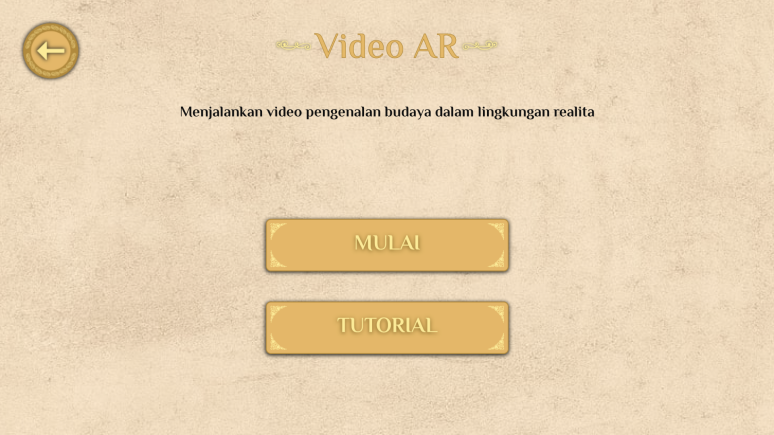 Video AR
Menjalankan video pengenalan budaya dalam lingkungan realita
MULAI
TUTORIAL